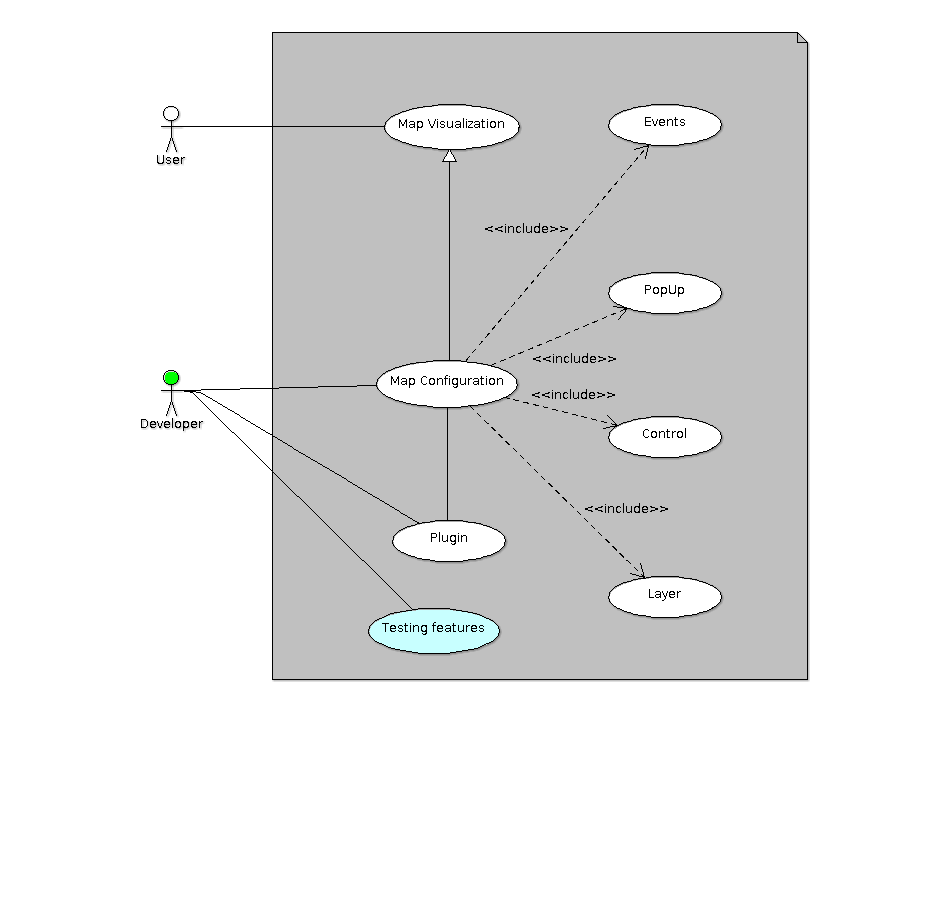 Map Visualization
Events
User
<<include>>
PopUp
<<include>>
Map Configuration
<<include>>
Developer
Control
<<include>>
Plugin
Layer
Testing features